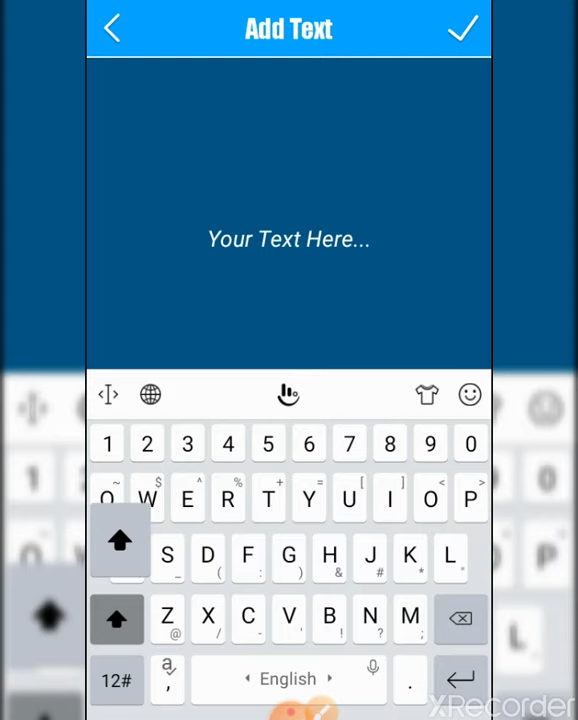 Add Text
Your Text Here...
1 2 3 4 5 6 7 8 9 0
~ $ ^ % + = [ ] < >
Q W E R T Y U I O P
S D F G H J K L
_ ( : ) & # * "
Z X C V B N M
@ / - ' ! ? ;
12# a , English .
XRecorder